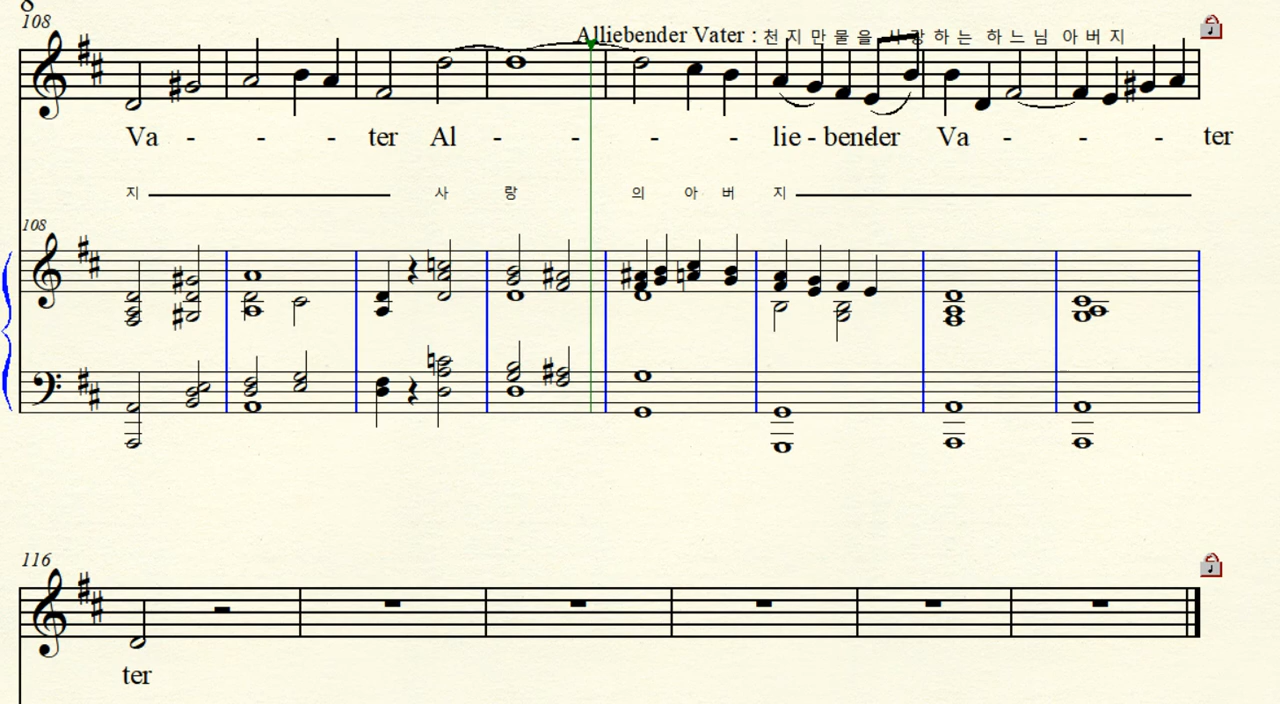 8
108
Alliebender Vater : 천 지 만 물 을 사 랑 하 는 하 느 님 아 버 지
Va - - - ter Al - - - - lie - bender Va - - - ter
지 사 랑 의 아 버 지
108
116
ter